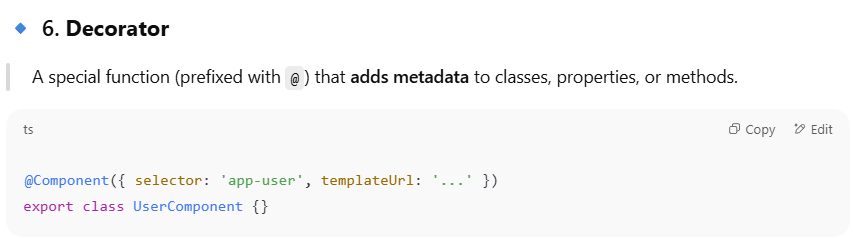 6. Decorator
A special function (prefixed with @) that adds metadata to classes, properties, or methods.
ts
Copy
Edit
@Component({ selector: 'app-user', templateUrl: '...' })
export class UserComponent {}